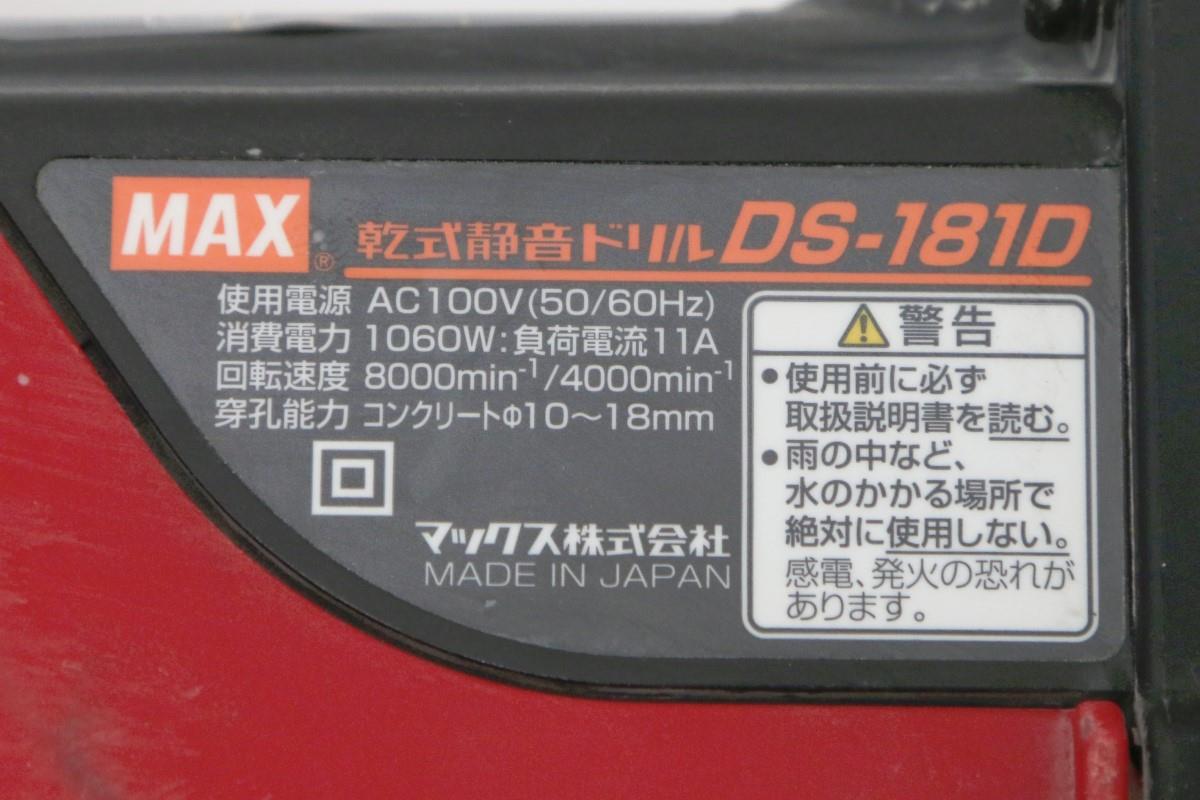 MAX®
乾式静音ドリル DS-181D
使用電源 AC100V(50/60Hz)
消費電力 1060W:負荷電流11A
回転速度 8000min⁻¹/4000min⁻¹
穿孔能力 コンクリートΦ10～18mm
マックス株式会社
MADE IN JAPAN
警告
•使用前に必ず
取扱説明書を読む。
•雨の中など、
水のかかる場所で
絶対に使用しない。
感電、発火の恐れが
あります。